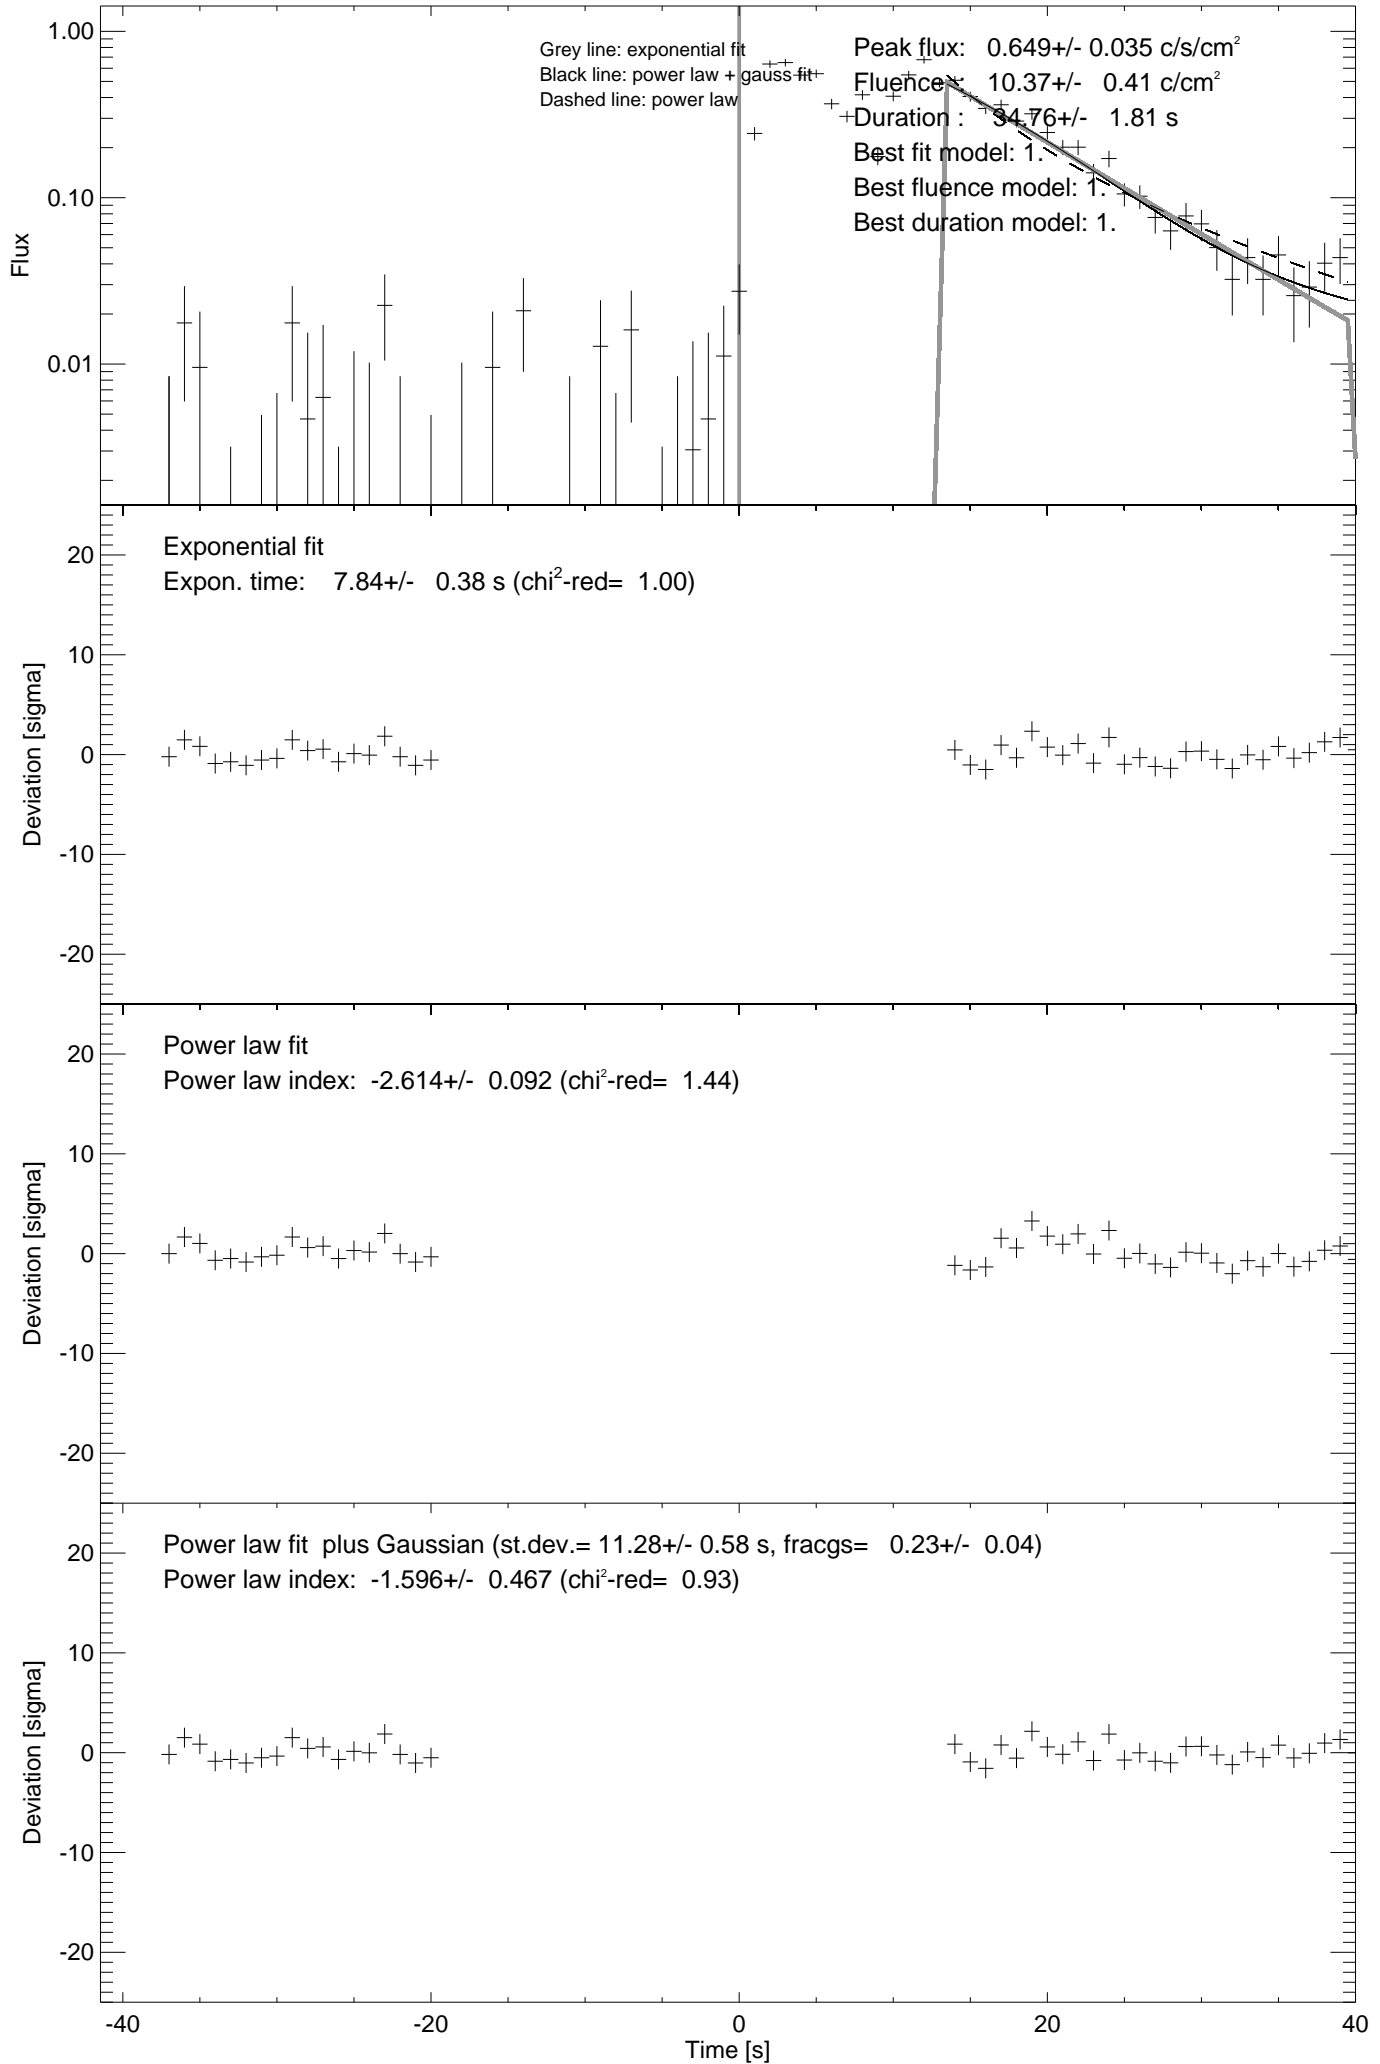 1.00
0.10
0.01
Flux
Grey line: exponential fit
Black line: power law + gauss fit
Dashed line: power law
Peak flux: 0.649+/- 0.035 c/s/cm²
Fluence : 10.37+/- 0.41 c/cm²
Duration : 34.76+/- 1.81 s
Best fit model: 1.
Best fluence model: 1.
Best duration model: 1.
Exponential fit
Expon. time: 7.84+/- 0.38 s (chi²-red= 1.00)
20
10
0
-10
-20
Deviation [sigma]
Power law fit
Power law index: -2.614+/- 0.092 (chi²-red= 1.44)
20
10
0
-10
-20
Deviation [sigma]
Power law fit plus Gaussian (st.dev.= 11.28+/- 0.58 s, fracgs= 0.23+/- 0.04)
Power law index: -1.596+/- 0.467 (chi²-red= 0.93)
20
10
0
-10
-20
Deviation [sigma]
-40 -20 0 20 40
Time [s]